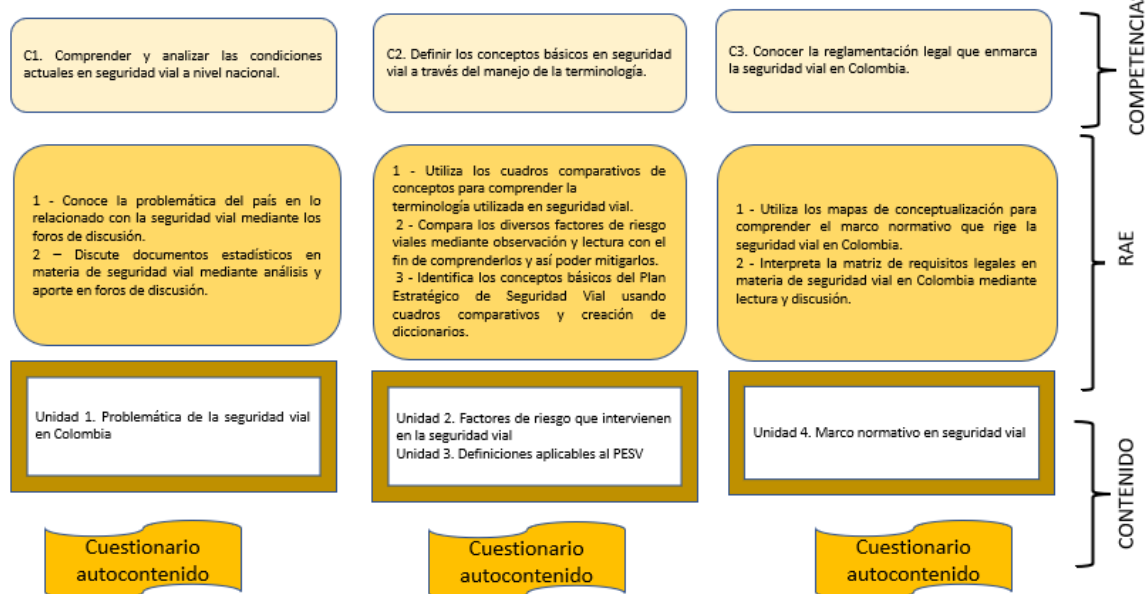 C1. Comprender y analizar las condiciones
actuales en seguridad vial a nivel nacional.
C2. Definir los conceptos básicos en seguridad
vial a través del manejo de la terminología.
C3. Conocer la reglamentación legal que enmarca
la seguridad vial en Colombia.
COMPETENCIAS
1 - Conoce la problemática del país en lo
relacionado con la seguridad vial mediante los
foros de discusión.
2 – Discute documentos estadísticos en
materia de seguridad vial mediante análisis y
aporte en foros de discusión.
1 - Utiliza los cuadros comparativos de
conceptos para comprender la
terminología utilizada en seguridad vial.
2 - Compara los diversos factores de riesgo
viales mediante observación y lectura con el
fin de comprenderlos y así poder mitigarlos.
3 - Identifica los conceptos básicos del Plan
Estratégico de Seguridad Vial usando
cuadros comparativos y creación de
diccionarios.
1 - Utiliza los mapas de conceptualización para
comprender el marco normativo que rige la
seguridad vial en Colombia.
2 - Interpreta la matriz de requisitos legales en
materia de seguridad vial en Colombia mediante
lectura y discusión.
RAE
Unidad 1. Problemática de la seguridad vial
en Colombia
Unidad 2. Factores de riesgo que intervienen
en la seguridad vial
Unidad 3. Definiciones aplicables al PESV
Unidad 4. Marco normativo en seguridad vial
CONTENIDO
Cuestionario
autocontenido
Cuestionario
autocontenido
Cuestionario
autocontenido